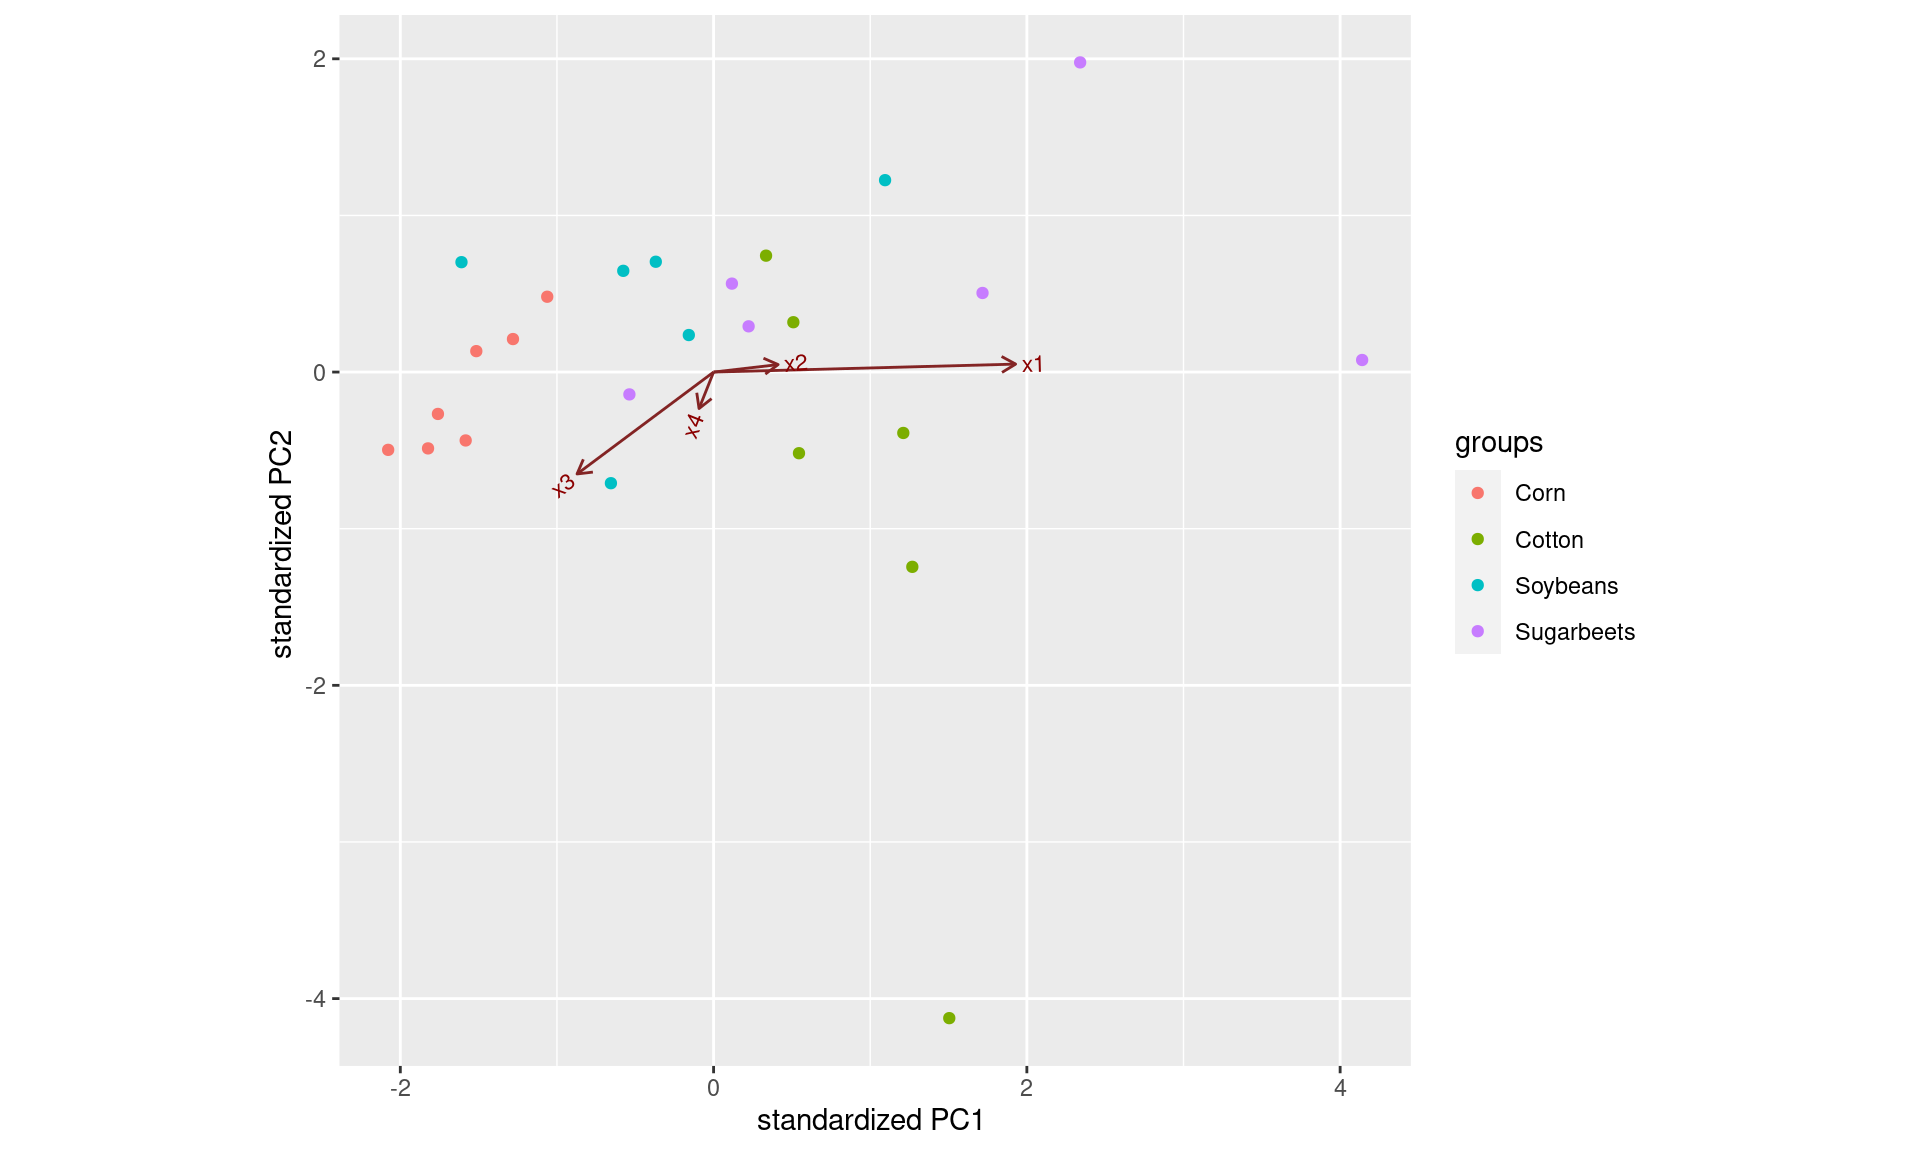 2
0
-2
-4
standardized PC2
x2
x1
x4
x3
-2
0
2
4
standardized PC1
groups
Corn
Cotton
Soybeans
Sugarbeets